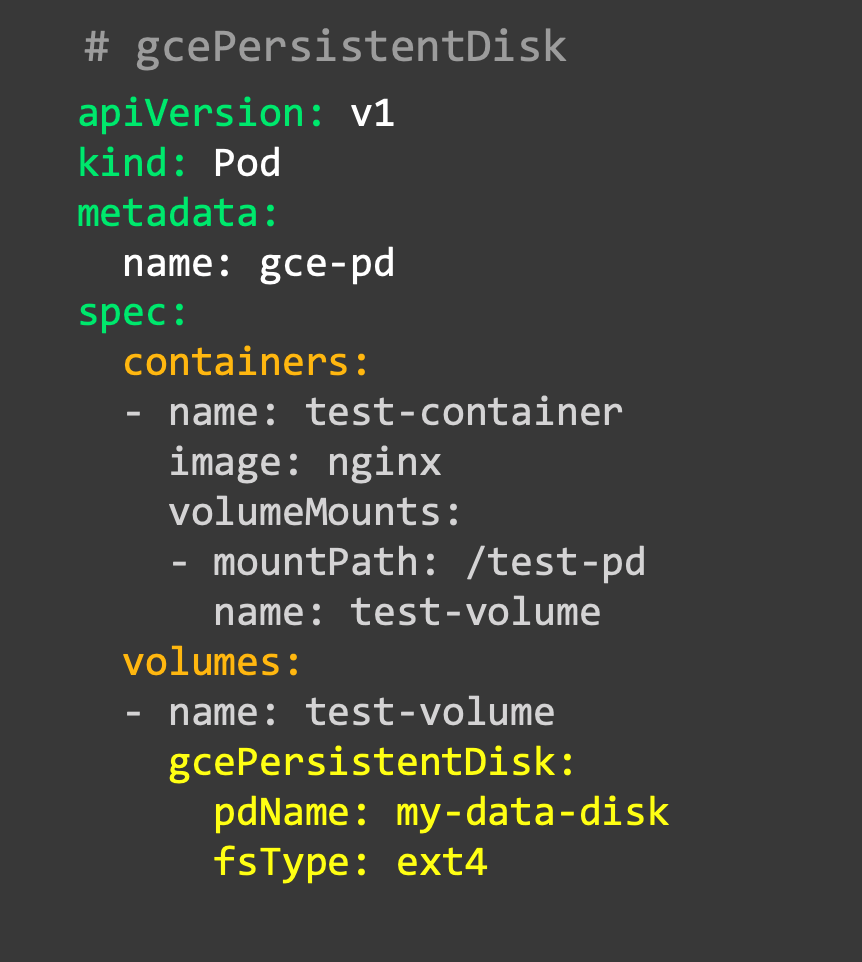 # gcePersistentDisk
apiVersion: v1
kind: Pod
metadata:
  name: gce-pd
spec:
  containers:
  - name: test-container
    image: nginx
    volumeMounts:
    - mountPath: /test-pd
      name: test-volume
  volumes:
  - name: test-volume
    gcePersistentDisk:
      pdName: my-data-disk
      fsType: ext4